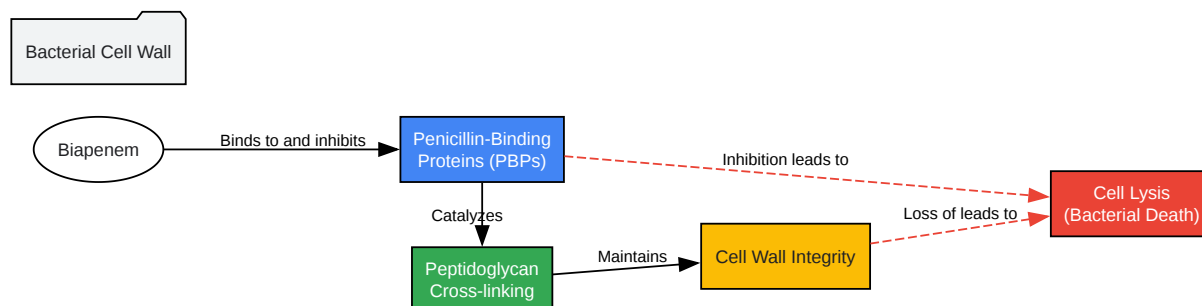 Bacterial Cell Wall
Biapenem
Binds to and inhibits
Penicillin-Binding
Proteins (PBPs)
Inhibition leads to
Cell Lysis
(Bacterial Death)
Catalyzes
Loss of leads to
Peptidoglycan
Cross-linking
Maintains
Cell Wall Integrity